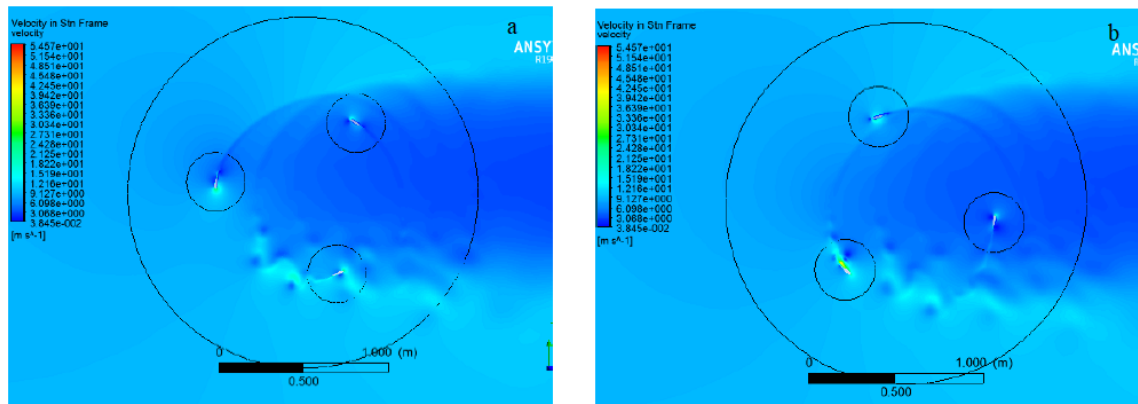 Velocity in Stn Frame
velocity
5.457e+001
5.154e+001
4.851e+001
4.548e+001
4.245e+001
3.942e+001
3.639e+001
3.336e+001
3.034e+001
2.731e+001
2.428e+001
2.125e+001
1.822e+001
1.519e+001
1.216e+001
9.127e+000
6.098e+000
3.068e+000
3.845e-002
[m s^-1]
a
ANSY
R19
0 1.000 (m)
0.500
Velocity in Stn Frame
velocity
5.457e+001
5.154e+001
4.851e+001
4.548e+001
4.245e+001
3.942e+001
3.639e+001
3.336e+001
3.034e+001
2.731e+001
2.428e+001
2.125e+001
1.822e+001
1.519e+001
1.216e+001
9.127e+000
6.098e+000
3.068e+000
3.845e-002
[m s^-1]
b
ANSY
R19
0 1.000 (m)
0.500